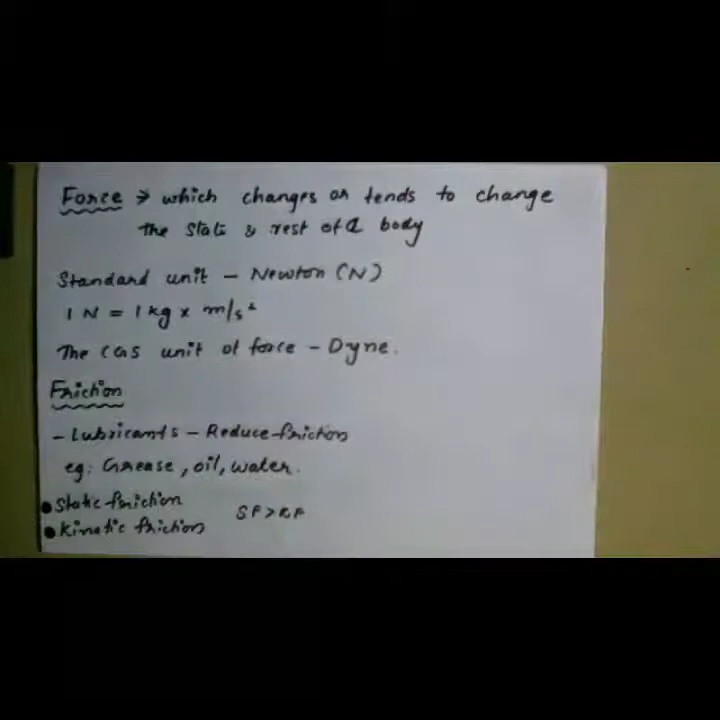 Force → which changes or tends to change
the state & rest of a body
Standard unit - Newton (N)
1 N = 1 kg x m/s²
The CGS unit of force - Dyne.
Friction
- Lubricants - Reduce friction
eg: Grease, oil, water.
• Static friction
• Kinetic friction SF > KF